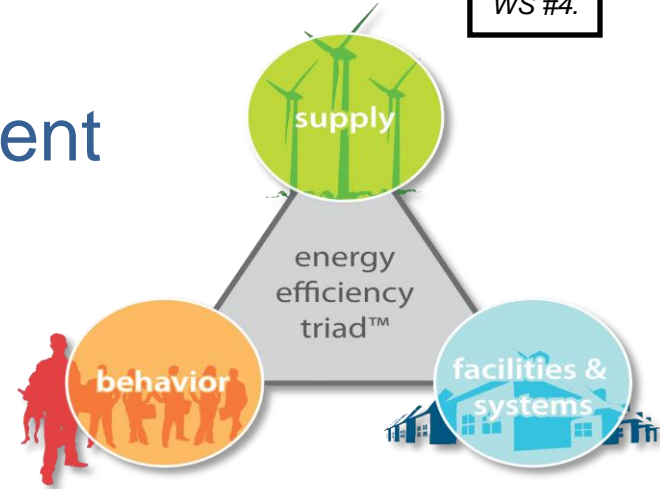 WS #4.
supply
ent
energy
efficiency
triad™
behavior
facilities &
systems